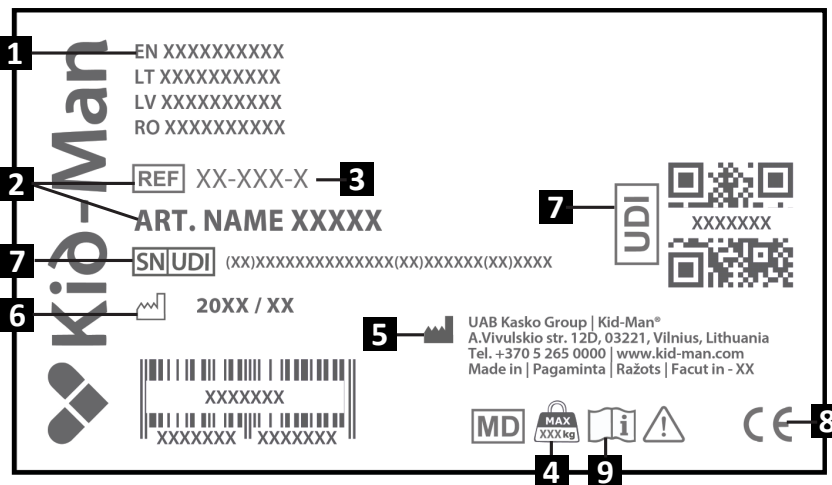 1
EN XXXXXXXXXX
LT XXXXXXXXXX
LV XXXXXXXXXX
RO XXXXXXXXXX
Kid-Man
2
REF XX-XXX-X
3
ART. NAME XXXXX
7
SN UDI (XX)XXXXXXXXXXXXXX(XX)XXXXXX(XX)XXXX
7
UDI
XXXXXXX
6
20XX / XX
5
UAB Kasko Group | Kid-Man®
A.Vivulskio str. 12D, 03221, Vilnius, Lithuania
Tel. +370 5 265 0000 | www.kid-man.com
Made in | Pagaminta | Ražots | Facut in - XX
XXXXXXX
XXXXXXX XXXXXXX
MD
MAX
XXX kg
i
!
CE
8
4
9